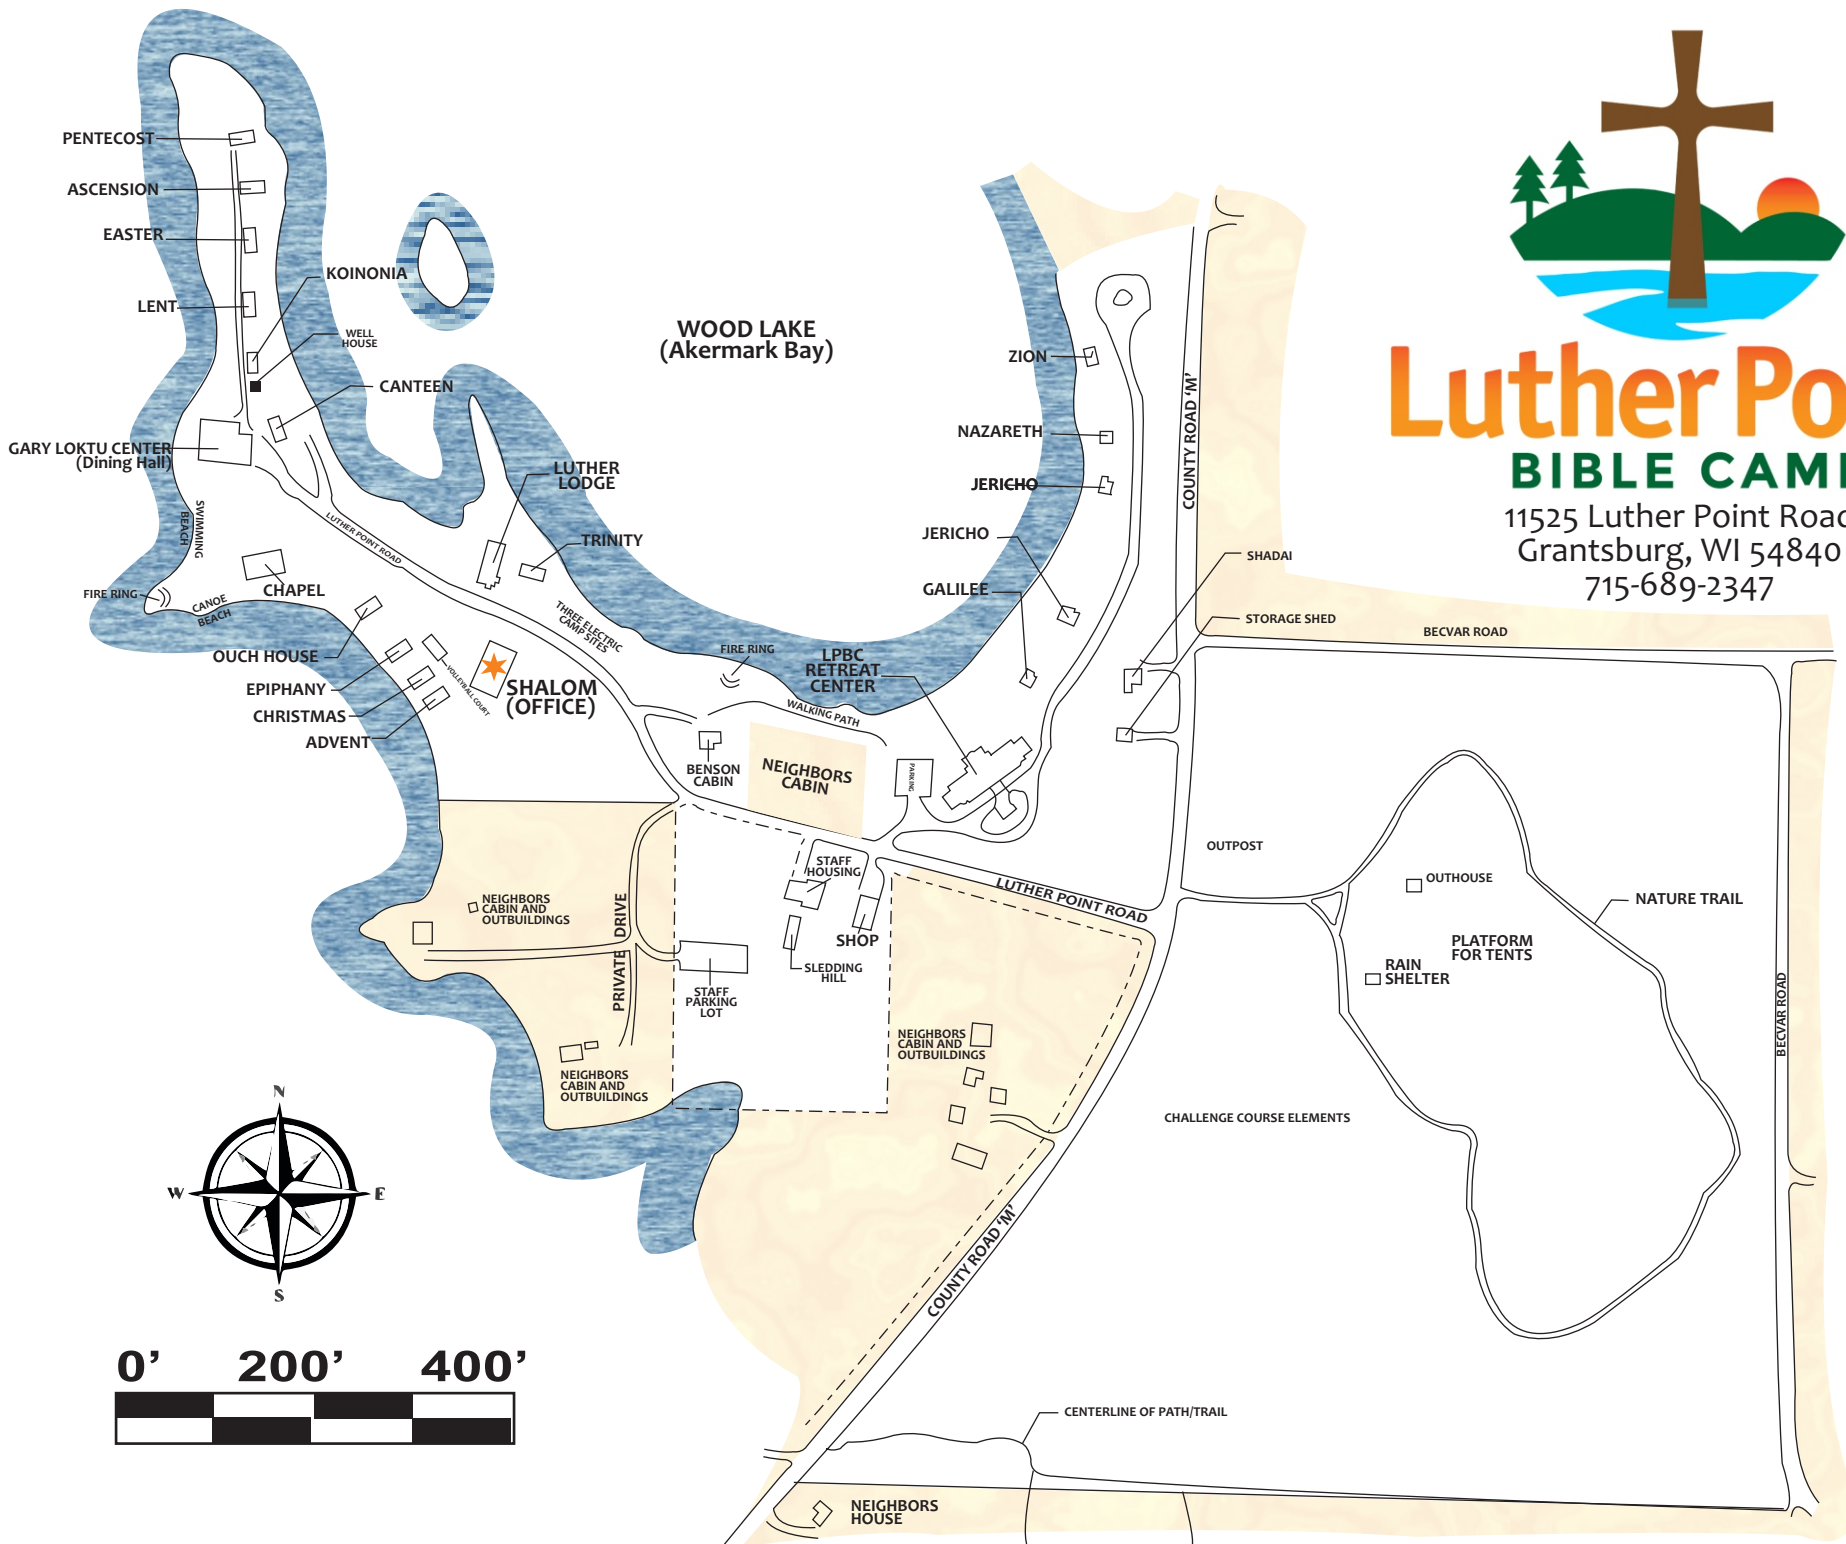 PENTECOST
ASCENSION
EASTER
KOINONIA
LENT
WELL
HOUSE
CANTEEN
GARY LOKTU CENTER
(Dining Hall)
SWIMMING
BEACH
LUTHER POINT ROAD
LUTHER
LODGE
TRINITY
CHAPEL
FIRE RING
CANOE
BEACH
OUCH HOUSE
EPIPHANY
CHRISTMAS
ADVENT
VOLLEYBALL COURT
SHALOM
(OFFICE)
THREE ELECTRIC
CAMP SITES
FIRE RING
WALKING PATH
WOOD LAKE
(Akermark Bay)
ZION
NAZARETH
JERICHO
JERICHO
GALILEE
LPBC
RETREAT
CENTER
COUNTY ROAD ‘M’
SHADAI
STORAGE SHED
BECVAR ROAD
Luther Po
BIBLE CAM
11525 Luther Point Road
Grantsburg, WI 54840
715-689-2347
BENSON
CABIN
NEIGHBORS
CABIN
PARKING
STAFF
HOUSING
SHOP
SLEDDING
HILL
LUTHER POINT ROAD
OUTPOST
OUTHOUSE
NATURE TRAIL
PLATFORM
FOR TENTS
RAIN
SHELTER
BECVAR ROAD
NEIGHBORS
CABIN AND
OUTBUILDINGS
PRIVATE DRIVE
STAFF
PARKING
LOT
NEIGHBORS
CABIN AND
OUTBUILDINGS
NEIGHBORS
CABIN AND
OUTBUILDINGS
CHALLENGE COURSE ELEMENTS
COUNTY ROAD ‘M’
CENTERLINE OF PATH/TRAIL
NEIGHBORS
HOUSE
N
W
E
S
0’ 200’ 400’